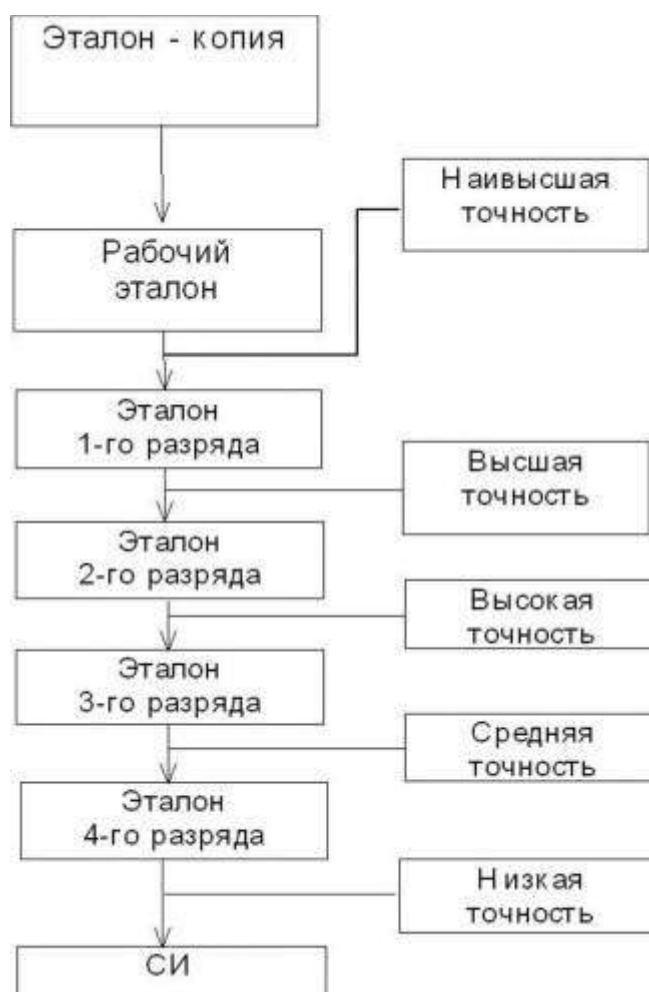 Эталон - копия
Наивысшая
точность
Рабочий
эталон
Эталон
1-го разряда
Высшая
точность
Эталон
2-го разряда
Высокая
точность
Эталон
3-го разряда
Средняя
точность
Эталон
4-го разряда
Низкая
точность
СИ